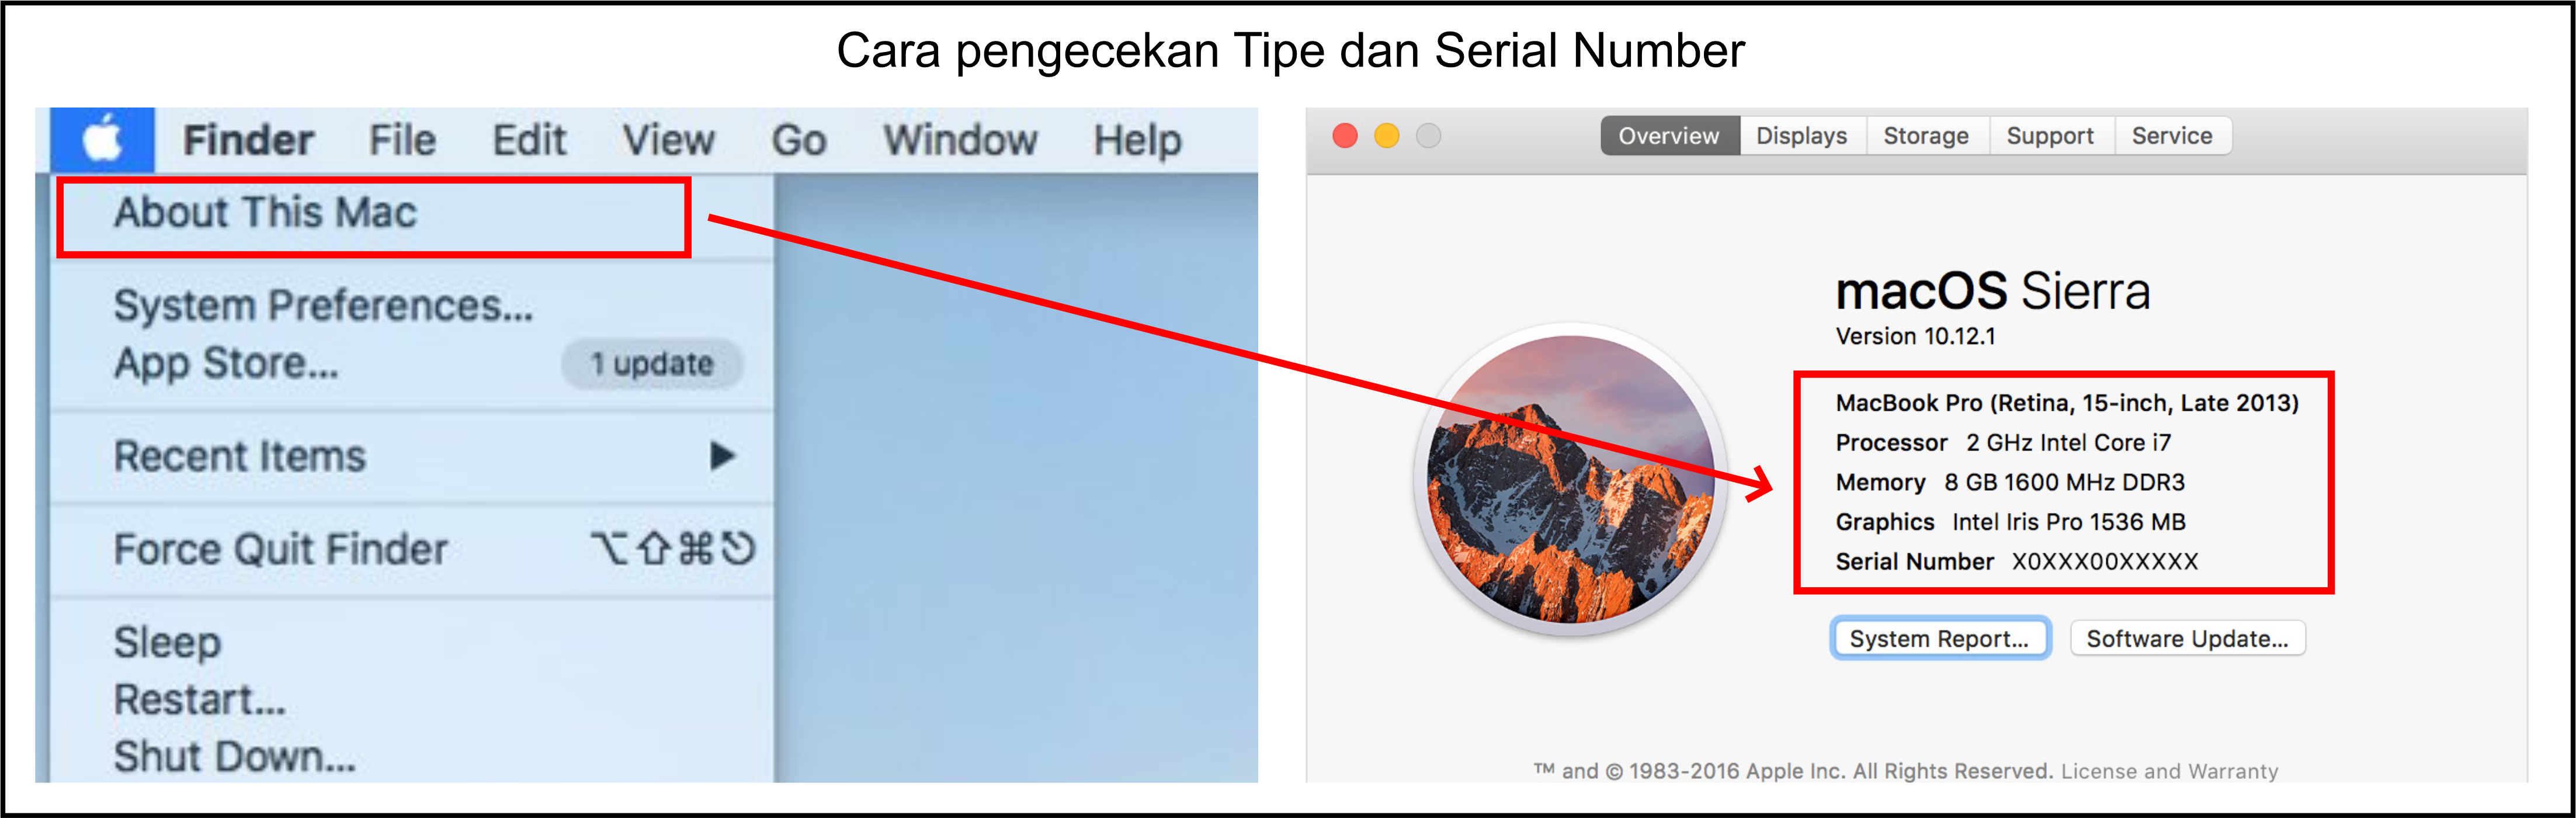 Cara pengecekan Tipe dan Serial Number
Finder File Edit View Go Window Help
About This Mac
System Preferences...
App Store... 1 update
Recent Items ▶
Force Quit Finder ⌥⇧⌘⎋
Sleep
Restart...
Shut Down...
Overview Displays Storage Support Service
macOS Sierra
Version 10.12.1
MacBook Pro (Retina, 15-inch, Late 2013)
Processor 2 GHz Intel Core i7
Memory 8 GB 1600 MHz DDR3
Graphics Intel Iris Pro 1536 MB
Serial Number X0XXX00XXXXX
System Report...
Software Update...
™ and © 1983-2016 Apple Inc. All Rights Reserved. License and Warranty